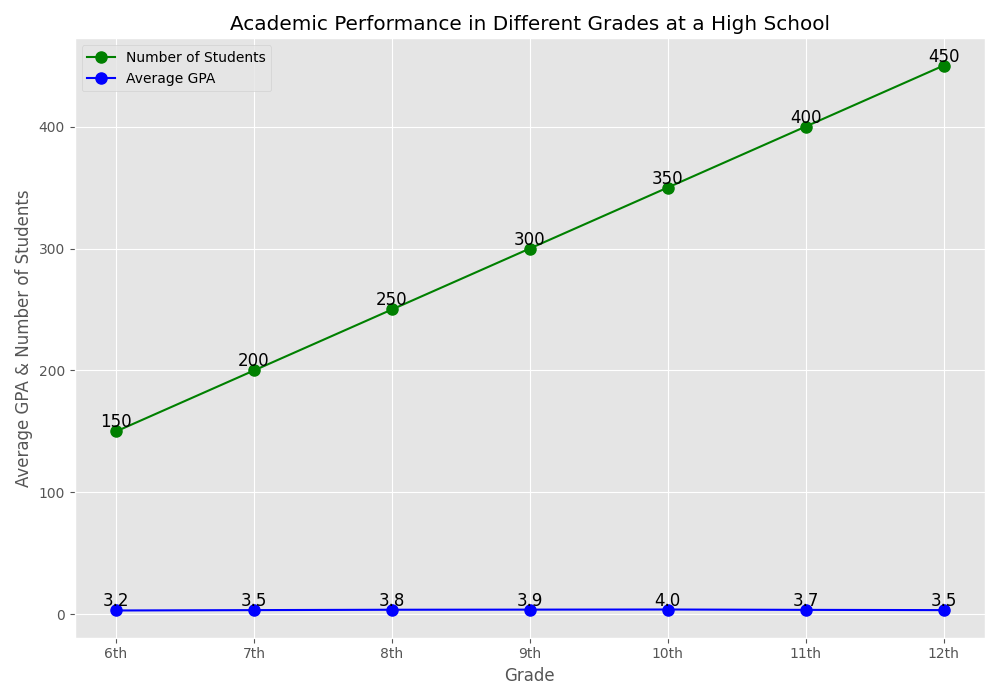 Academic Performance in Different Grades at a High School
Number of Students
Average GPA
Average GPA & Number of Students
400
300
200
100
0
150
200
250
300
350
400
450
3.2
3.5
3.8
3.9
4.0
3.7
3.5
6th
7th
8th
9th
10th
11th
12th
Grade